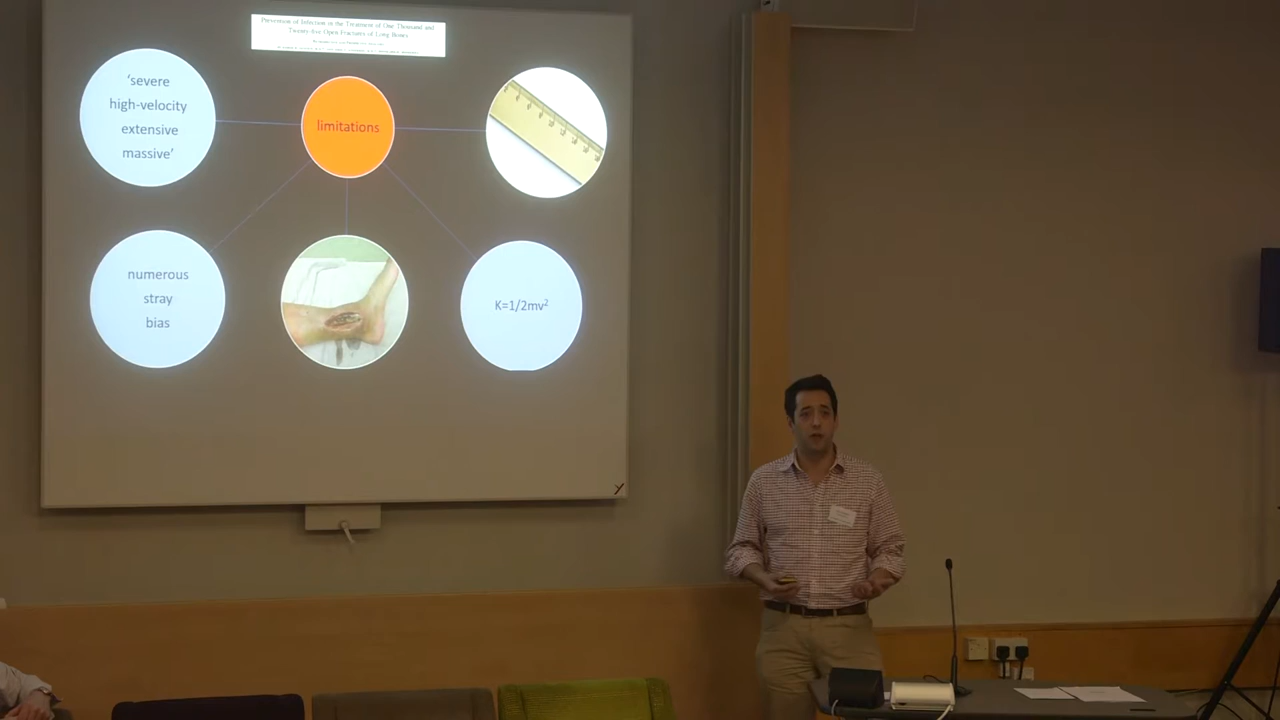 Prevention of Infection in the Treatment of One Thousand and
Twenty-five Open Fractures of Long Bones
'severe
high-velocity
extensive
massive'
limitations
numerous
stray
bias
K=1/2mv²